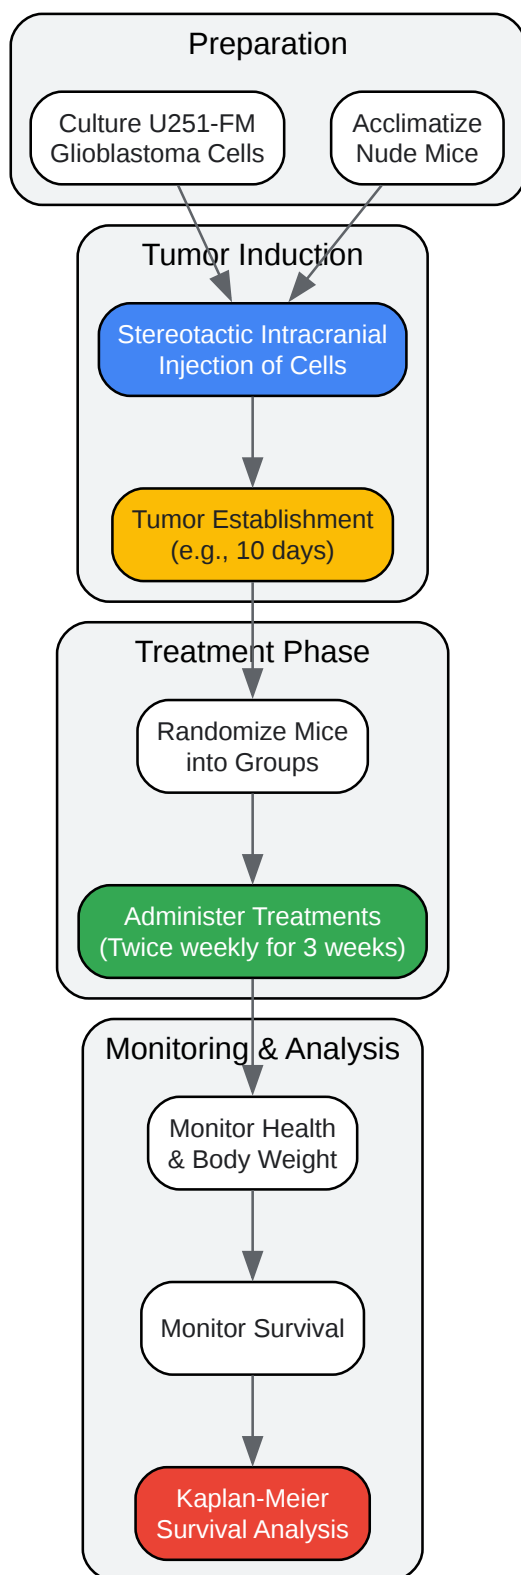 Preparation
Culture U251-FM
Glioblastoma Cells
Acclimatize
Nude Mice
Tumor Induction
Stereotactic Intracranial
Injection of Cells
Tumor Establishment
(e.g., 10 days)
Treatment Phase
Randomize Mice
into Groups
Administer Treatments
(Twice weekly for 3 weeks)
Monitoring & Analysis
Monitor Health
& Body Weight
Monitor Survival
Kaplan-Meier
Survival Analysis